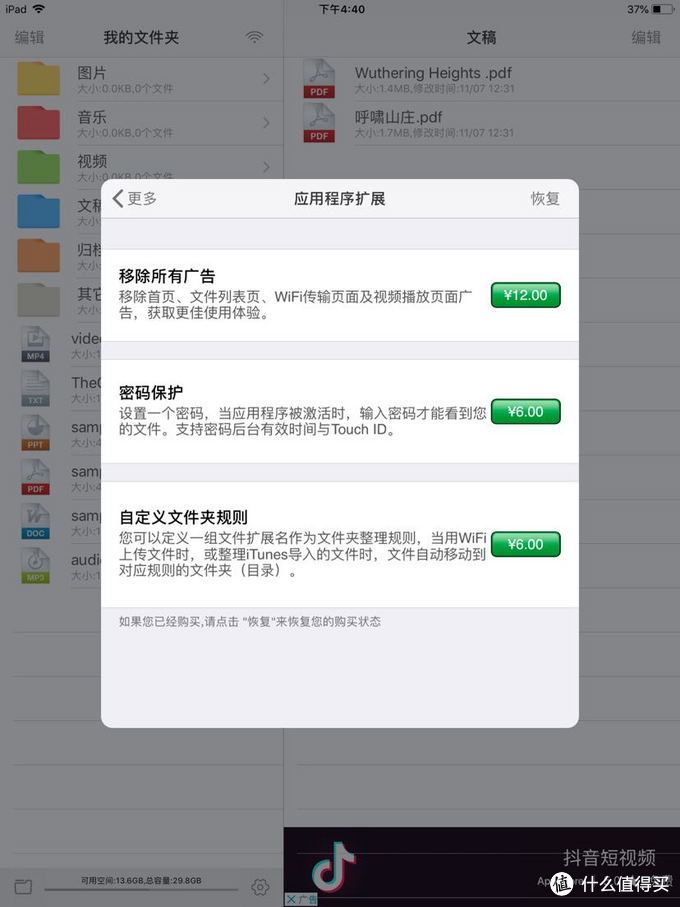 iPad 下午4:40 37%
编辑 我的文件夹 文稿 编辑
图片
大小:0.0KB,0个文件
音乐
大小:0.0KB,0个文件
视频
大小:0.0KB,0个文件
文稿
大小
归档
大小:
其它
大小:
MP4
video
大小:1
TXT
TheC
大小:
PPT
samp
大小:4
PDF
samp
大小:
DOC
samp
大小:1
MP3
audio
大小:1
PDF
Wuthering Heights .pdf
大小:1.4MB,修改时间:11/07 12:31
PDF
呼啸山庄.pdf
大小:1.7MB,修改时间:11/07 12:31
更多 应用程序扩展 恢复
移除所有广告
移除首页、文件列表页、WiFi传输页面及视频播放页面广
告，获取更佳使用体验。
¥12.00
密码保护
设置一个密码，当应用程序被激活时，输入密码才能看到您
的文件。支持密码后台有效时间与Touch ID。
¥6.00
自定义文件夹规则
您可以定义一组文件扩展名作为文件夹整理规则，当用WiFi
上传文件时，或整理iTunes导入的文件时，文件自动移动到
对应规则的文件夹（目录）。
¥6.00
如果您已经购买,请点击 "恢复"来恢复您的购买状态
可用空间:13.6GB,总容量:29.8GB
抖音短视频
广告
值 什么值得买